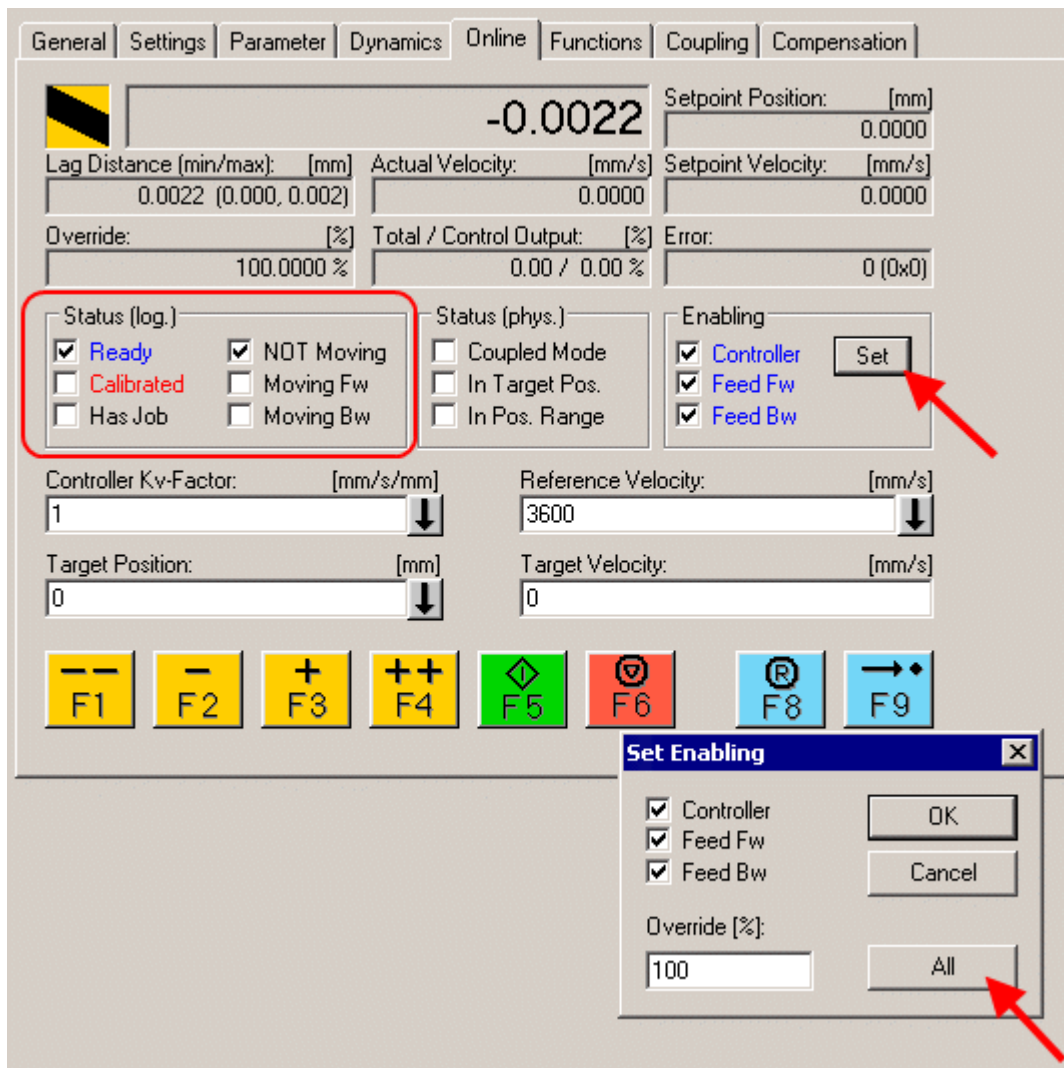 General Settings Parameter Dynamics Online Functions Coupling Compensation
-0.0022
Setpoint Position: [mm]
0.0000
Lag Distance (min/max): [mm] Actual Velocity: [mm/s] Setpoint Velocity: [mm/s]
0.0022 (0.000, 0.002) 0.0000 0.0000
Override: [%] Total / Control Output: [%] Error:
100.0000 % 0.00 / 0.00 % 0 (0x0)
Status (log.) Status (phys.) Enabling
Ready NOT Moving Coupled Mode Controller Set
Calibrated Moving Fw In Target Pos. Feed Fw
Has Job Moving Bw In Pos. Range Feed Bw
Controller Kv-Factor: [mm/s/mm] Reference Velocity: [mm/s]
1 3600
Target Position: [mm] Target Velocity: [mm/s]
0 0
-- - + ++ R
F1 F2 F3 F4 F5 F6 F8 F9
Set Enabling
Controller OK
Feed Fw
Feed Bw Cancel
Override [%]:
100 All